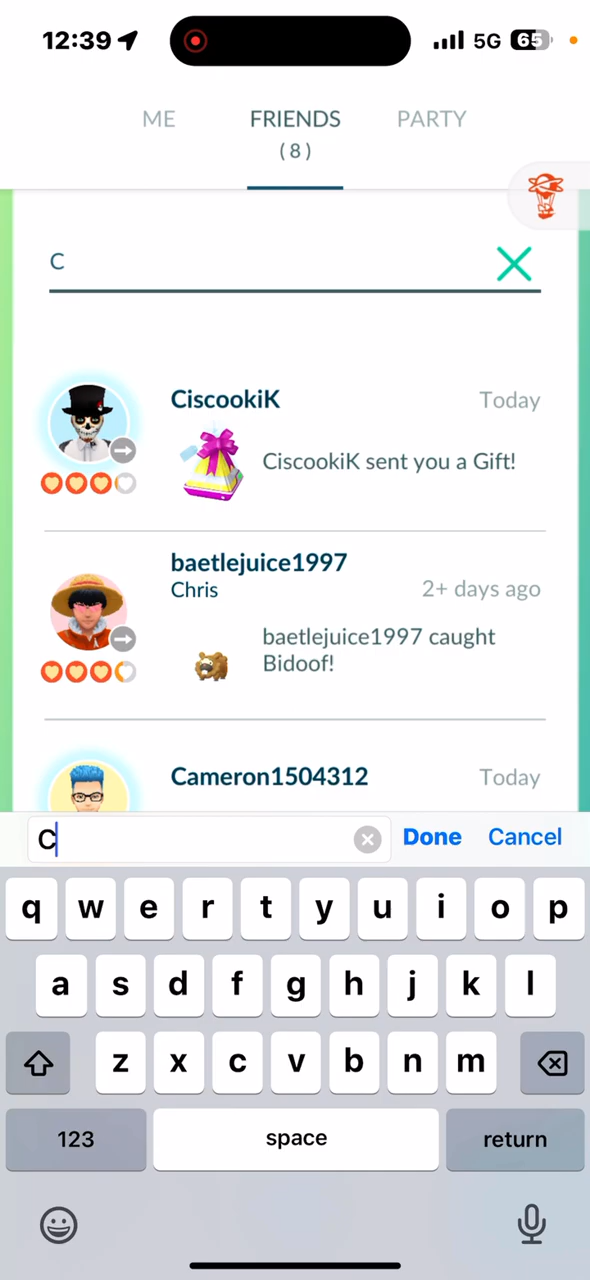 12:39
5G
65
ME
FRIENDS
PARTY
( 8 )
C
CiscookiK
Today
CiscookiK sent you a Gift!
baetlejuice1997
Chris
2+ days ago
baetlejuice1997 caught
Bidoof!
Cameron1504312
Today
C
Done
Cancel
q w e r t y u i o p
a s d f g h j k l
z x c v b n m
123
space
return